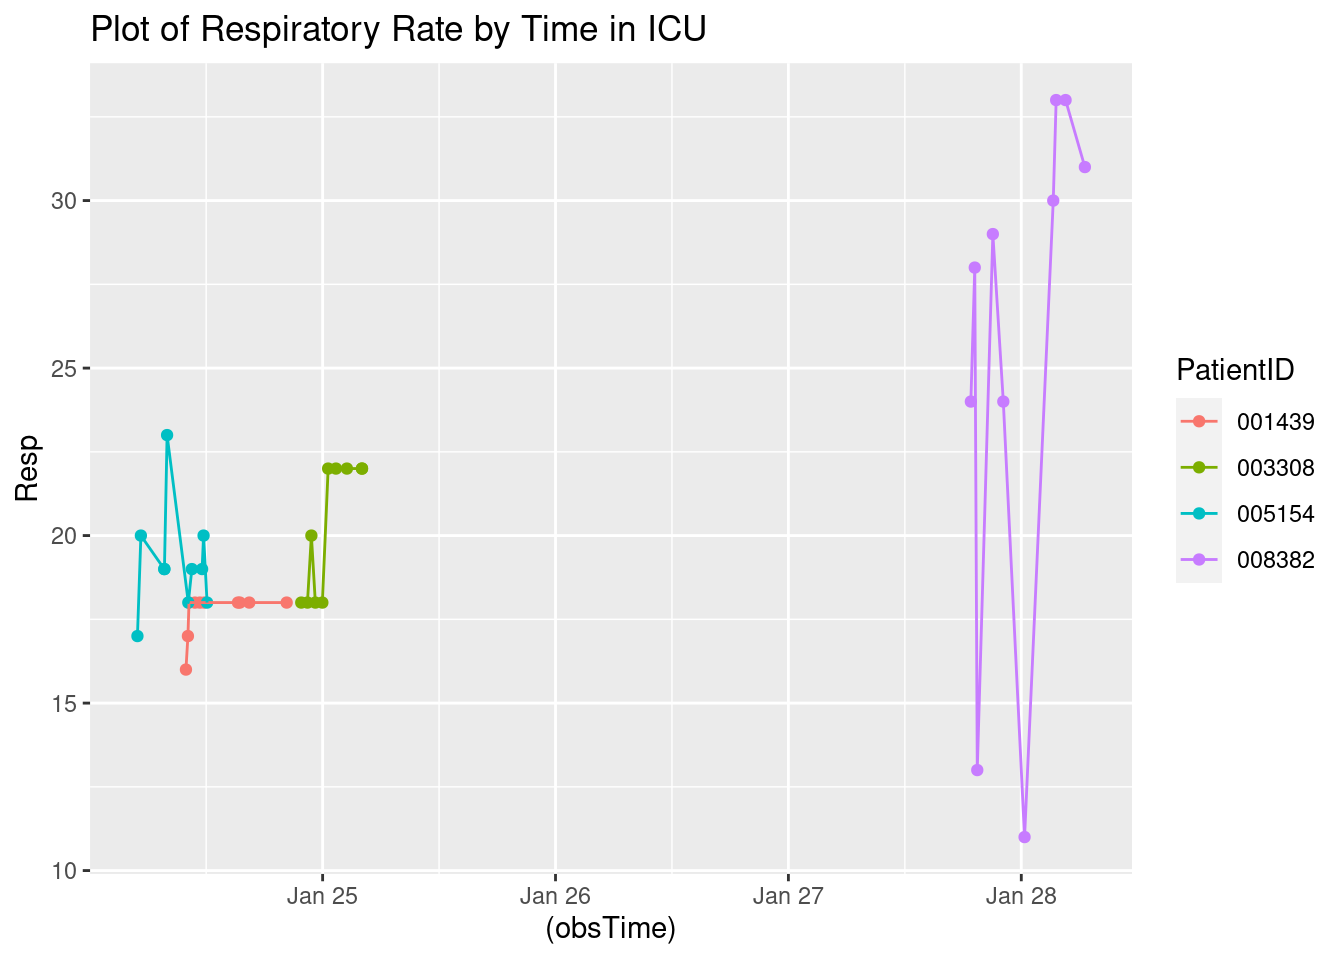 Plot of Respiratory Rate by Time in ICU
Resp
30
25
20
15
10
Jan 25 Jan 26 Jan 27 Jan 28
(obsTime)
PatientID
001439
003308
005154
008382